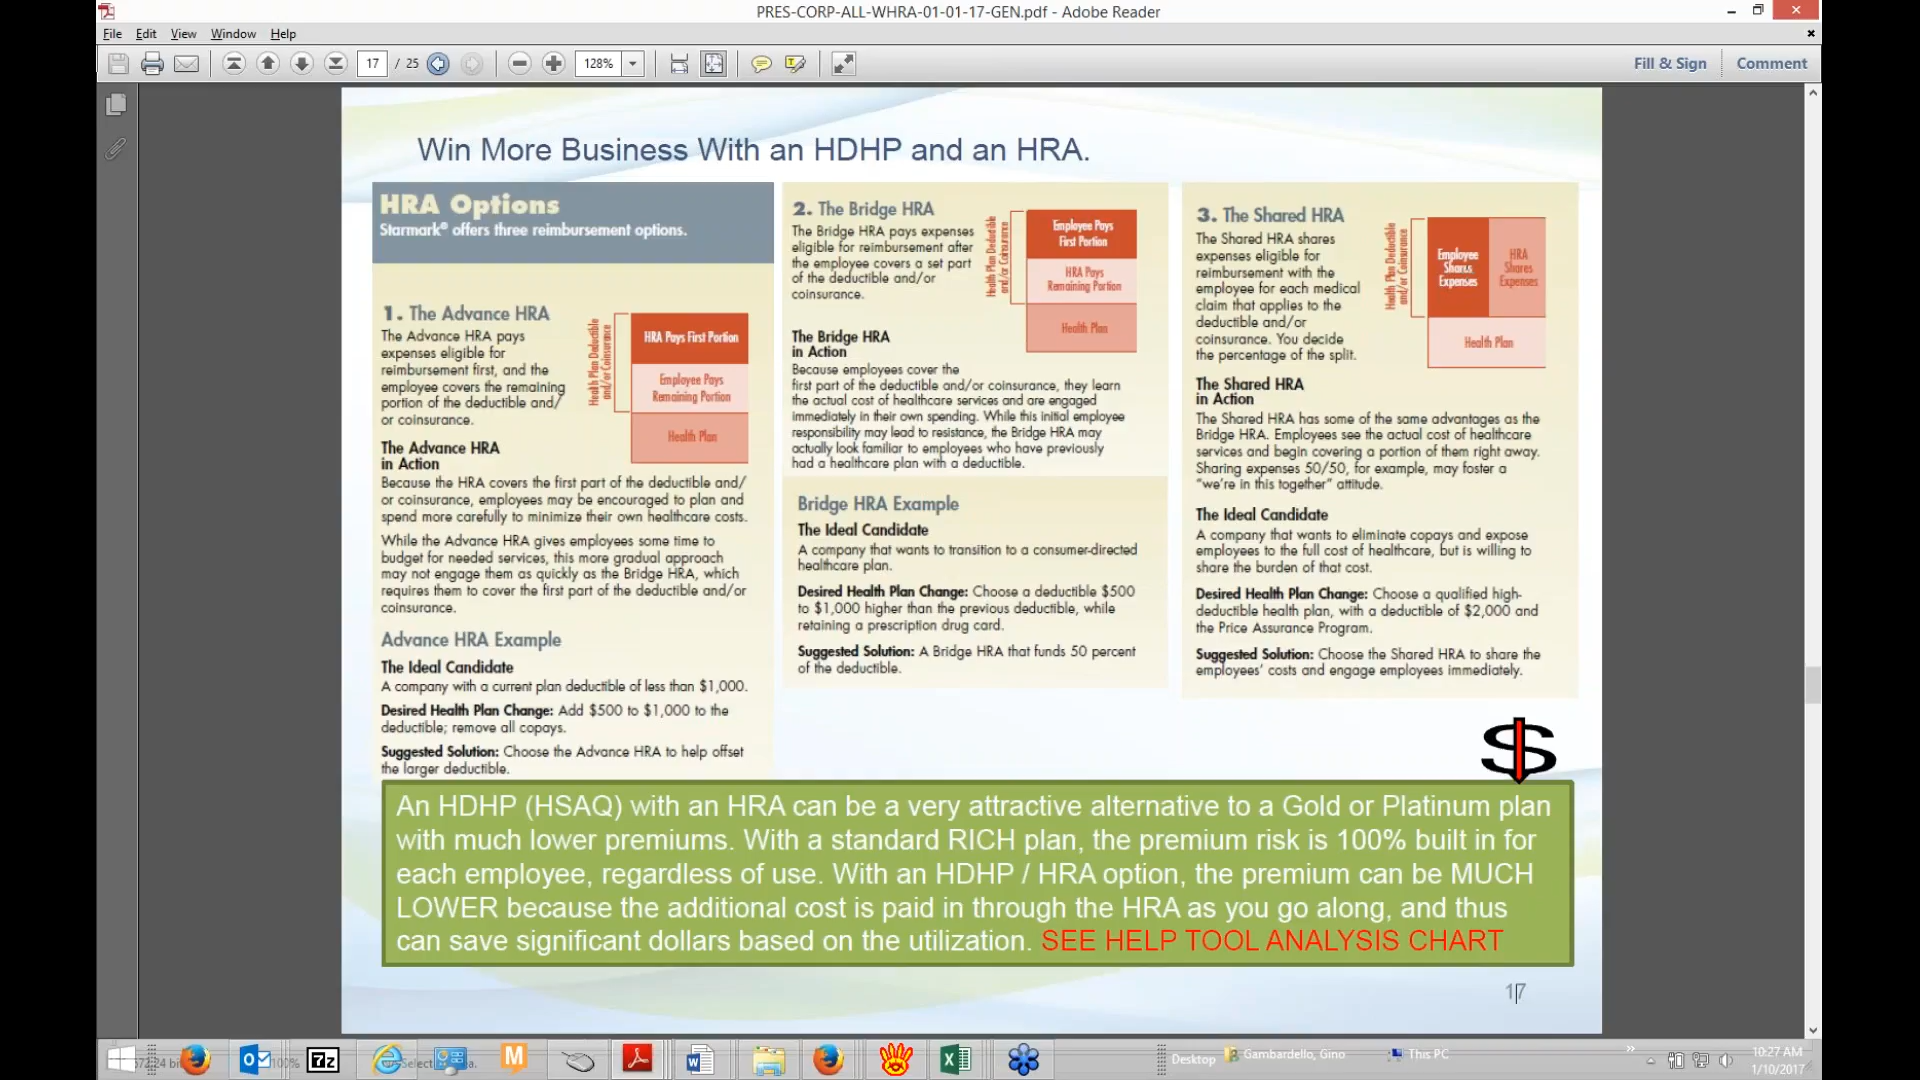 PRES-CORP-ALL-WHRA-01-01-17-GEN.pdf - Adobe Reader
File Edit View Window Help
17 / 25 128% Fill & Sign Comment
Win More Business With an HDHP and an HRA.
HRA Options
Starmark® offers three reimbursement options.
1. The Advance HRA
The Advance HRA pays
expenses eligible for
reimbursement first, and the
employee covers the remaining
portion of the deductible and/
or coinsurance.
Health Plan Deductible
and/or Coinsurance
HRA Pays First Portion
Employee Pays
Remaining Portion
Health Plan
The Advance HRA
in Action
Because the HRA covers the first part of the deductible and/
or coinsurance, employees may be encouraged to plan and
spend more carefully to minimize their own healthcare costs.
While the Advance HRA gives employees some time to
budget for needed services, this more gradual approach
may not engage them as quickly as the Bridge HRA, which
requires them to cover the first part of the deductible and/or
coinsurance.
Advance HRA Example
The Ideal Candidate
A company with a current plan deductible of less than $1,000.
Desired Health Plan Change: Add $500 to $1,000 to the
deductible; remove all copays.
Suggested Solution: Choose the Advance HRA to help offset
the larger deductible.
2. The Bridge HRA
The Bridge HRA pays expenses
eligible for reimbursement after
the employee covers a set part
of the deductible and/or
coinsurance.
Health Plan Deductible
and/or Coinsurance
Employee Pays
First Portion
HRA Pays
Remaining Portion
Health Plan
The Bridge HRA
in Action
Because employees cover the
first part of the deductible and/or coinsurance, they learn
the actual cost of healthcare services and are engaged
immediately in their own spending. While this initial employee
responsibility may lead to resistance, the Bridge HRA may
actually look familiar to employees who have previously
had a healthcare plan with a deductible.
Bridge HRA Example
The Ideal Candidate
A company that wants to transition to a consumer-directed
healthcare plan.
Desired Health Plan Change: Choose a deductible $500
to $1,000 higher than the previous deductible, while
retaining a prescription drug card.
Suggested Solution: A Bridge HRA that funds 50 percent
of the deductible.
3. The Shared HRA
The Shared HRA shares
expenses eligible for
reimbursement with the
employee for each medical
claim that applies to the
deductible and/or
coinsurance. You decide
the percentage of the split.
Health Plan Deductible
and/or Coinsurance
Employee
Shares
Expenses
HRA
Shares
Expenses
Health Plan
The Shared HRA
in Action
The Shared HRA has some of the same advantages as the
Bridge HRA. Employees see the actual cost of healthcare
services and begin covering a portion of them right away.
Sharing expenses 50/50, for example, may foster a
“we're in this together” attitude.
The Ideal Candidate
A company that wants to eliminate copays and expose
employees to the full cost of healthcare, but is willing to
share the burden of that cost.
Desired Health Plan Change: Choose a qualified high-
deductible health plan, with a deductible of $2,000 and
the Price Assurance Program.
Suggested Solution: Choose the Shared HRA to share the
employees’ costs and engage employees immediately.
$
An HDHP (HSAQ) with an HRA can be a very attractive alternative to a Gold or Platinum plan
with much lower premiums. With a standard RICH plan, the premium risk is 100% built in for
each employee, regardless of use. With an HDHP / HRA option, the premium can be MUCH
LOWER because the additional cost is paid in through the HRA as you go along, and thus
can save significant dollars based on the utilization. SEE HELP TOOL ANALYSIS CHART
17
Desktop Gambardello, Gino This PC
10:27 AM
1/10/2017